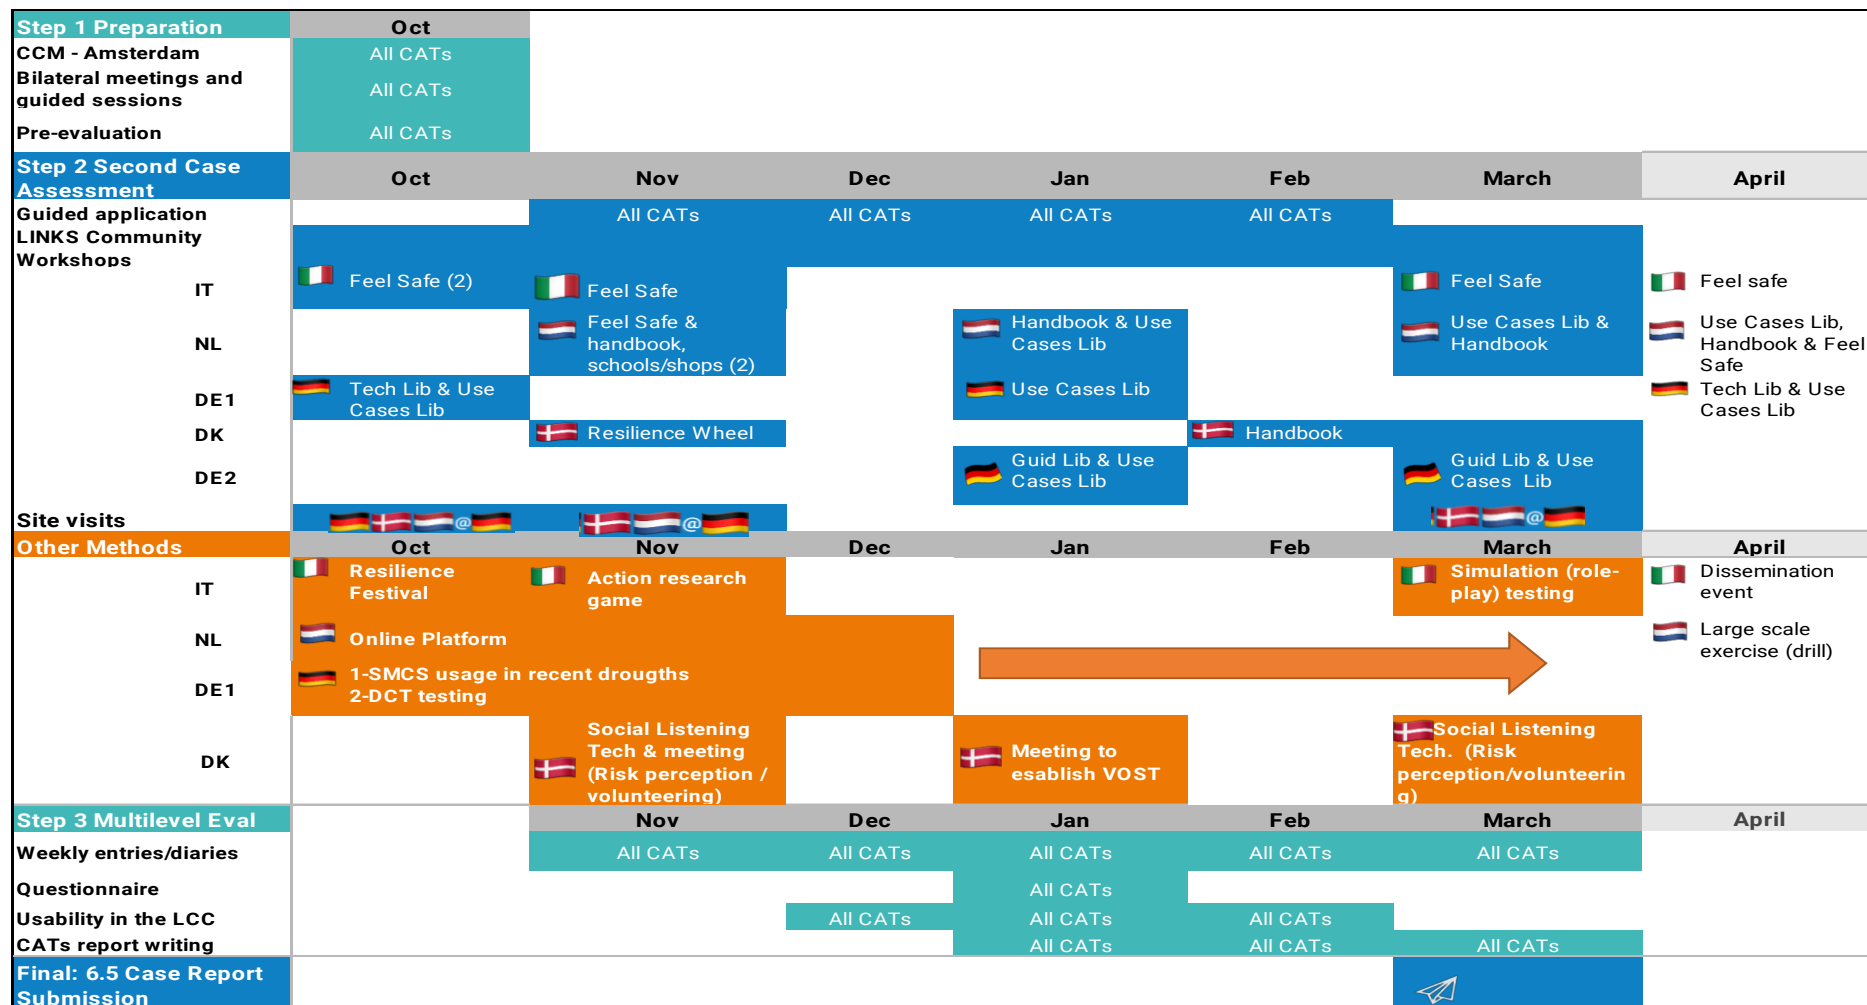 Step 1 Preparation Oct
CCM - Amsterdam All CATs
Bilateral meetings and
guided sessions All CATs
Pre-evaluation All CATs
Step 2 Second Case
Assessment Oct Nov Dec Jan Feb March April
Guided application All CATs All CATs All CATs All CATs
LINKS Community
Workshops
IT Feel Safe (2) Feel Safe Feel Safe Feel safe
NL
Feel Safe &
handbook,
schools/shops (2)
Handbook & Use
Cases Lib
Use Cases Lib &
Handbook
Use Cases Lib,
Handbook & Feel
Safe
DE1
Tech Lib & Use
Cases Lib
Use Cases Lib
Tech Lib & Use
Cases Lib
DK Resilience Wheel Handbook
DE2
Guid Lib & Use
Cases Lib
Guid Lib & Use
Cases Lib
Site visits @ @ @
Other Methods Oct Nov Dec Jan Feb March April
IT
Resilience
Festival
Action research
game
Simulation (role-
play) testing
Dissemination
event
NL Online Platform
Large scale
exercise (drill)
DE1
1-SMCS usage in recent drougths
2-DCT testing
DK
Social Listening
Tech & meeting
(Risk perception /
volunteering)
Meeting to
esablish VOST
Social Listening
Tech. (Risk
perception/volunteerin
g)
Step 3 Multilevel Eval Nov Dec Jan Feb March April
Weekly entries/diaries All CATs All CATs All CATs All CATs All CATs
Questionnaire All CATs
Usability in the LCC All CATs All CATs All CATs
CATs report writing All CATs All CATs All CATs
Final: 6.5 Case Report
Submission